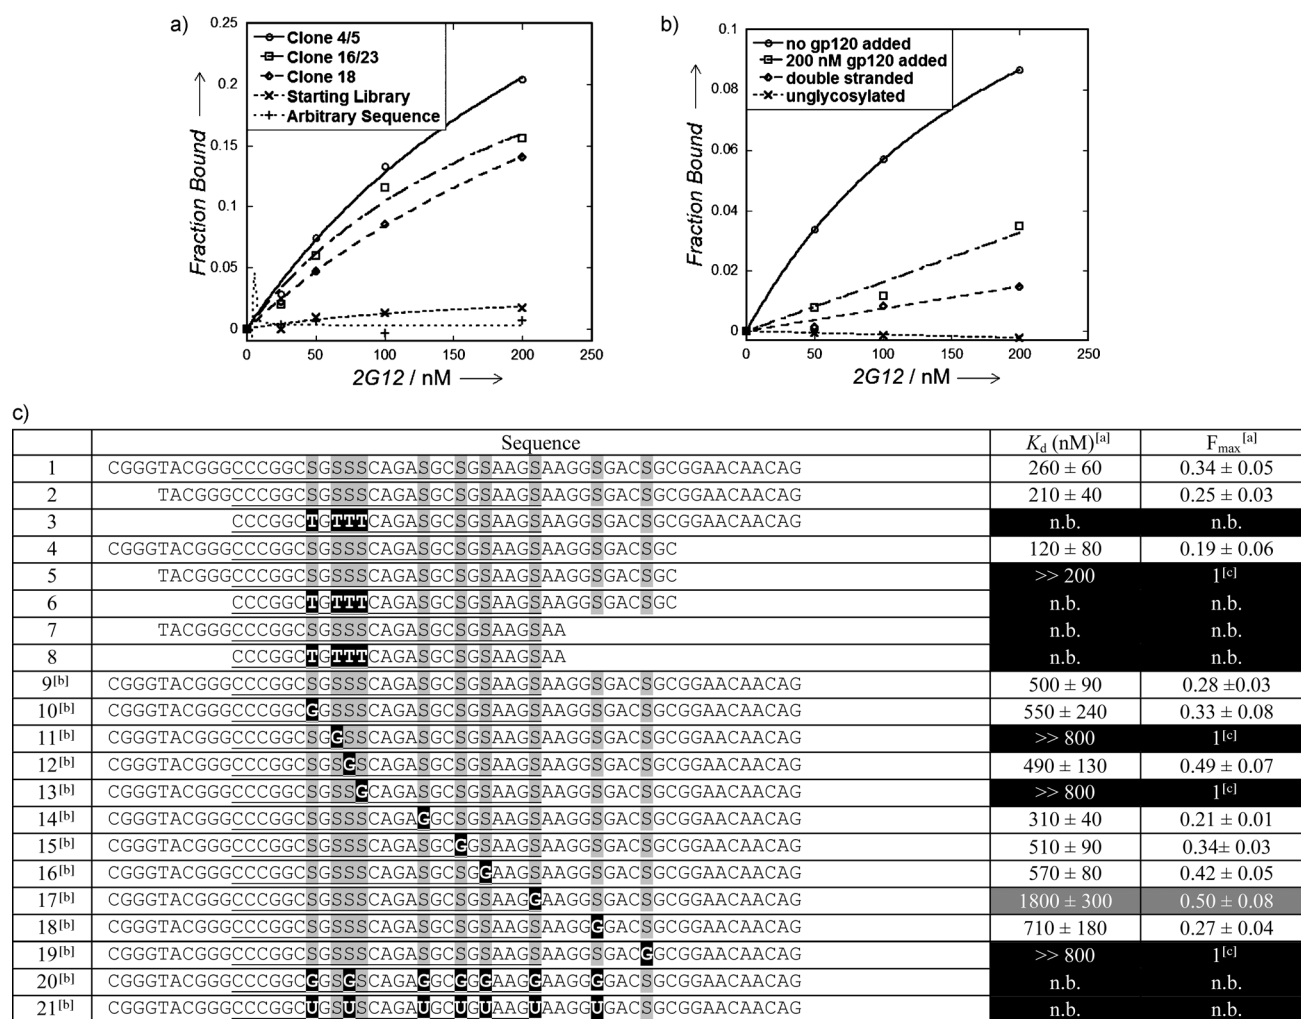 a)
0.25
0.2
0.15
0.1
0.05
0
Fraction Bound
Clone 4/5
Clone 16/23
Clone 18
Starting Library
Arbitrary Sequence
0 50 100 150 200 250
2G12 / nM
b)
0.1
0.08
0.06
0.04
0.02
0
Fraction Bound
no gp120 added
200 nM gp120 added
double stranded
unglycosylated
0 50 100 150 200 250
2G12 / nM
c)
Sequence Kd (nM)[a] Fmax[a]
1 CGGGTACGGGCCCGGCSGSSSCAGASGCSGSAAGSAAGGSGACSGCGGAACAACAG 260 ± 60 0.34 ± 0.05
2 TACGGGCCCGGCSGSSSCAGASGCSGSAAGSAAGGSGACSGCGGAACAACAG 210 ± 40 0.25 ± 0.03
3 CCCGGCTGTTTCAGASGCSGSAAGSAAGGSGACSGCGGAACAACAG n.b. n.b.
4 CGGGTACGGGCCCGGCSGSSSCAGASGCSGSAAGSAAGGSGACSGC 120 ± 80 0.19 ± 0.06
5 TACGGGCCCGGCSGSSSCAGASGCSGSAAGSAAGGSGACSGC >> 200 1[c]
6 CCCGGCTGTTTCAGASGCSGSAAGSAAGGSGACSGC n.b. n.b.
7 TACGGGCCCGGCSGSSSCAGASGCSGSAAGSAA n.b. n.b.
8 CCCGGCTGTTTCAGASGCSGSAAGSAA n.b. n.b.
9[b] CGGGTACGGGCCCGGCSGSSSCAGASGCSGSAAGSAAGGSGACSGCGGAACAACAG 500 ± 90 0.28 ±0.03
10[b] CGGGTACGGGCCCGGCGGSSSCAGASGCSGSAAGSAAGGSGACSGCGGAACAACAG 550 ± 240 0.33 ± 0.08
11[b] CGGGTACGGGCCCGGCSGGSSCAGASGCSGSAAGSAAGGSGACSGCGGAACAACAG >> 800 1[c]
12[b] CGGGTACGGGCCCGGCSGSGSCAGASGCSGSAAGSAAGGSGACSGCGGAACAACAG 490 ± 130 0.49 ± 0.07
13[b] CGGGTACGGGCCCGGCSGSSGCAGASGCSGSAAGSAAGGSGACSGCGGAACAACAG >> 800 1[c]
14[b] CGGGTACGGGCCCGGCSGSSSCAGAGGCSGSAAGSAAGGSGACSGCGGAACAACAG 310 ± 40 0.21 ± 0.01
15[b] CGGGTACGGGCCCGGCSGSSSCAGASGCGGSAAGSAAGGSGACSGCGGAACAACAG 510 ± 90 0.34± 0.03
16[b] CGGGTACGGGCCCGGCSGSSSCAGASGCSGGAAGSAAGGSGACSGCGGAACAACAG 570 ± 80 0.42 ± 0.05
17[b] CGGGTACGGGCCCGGCSGSSSCAGASGCSGSAAGGAAGGSGACSGCGGAACAACAG 1800 ± 300 0.50 ± 0.08
18[b] CGGGTACGGGCCCGGCSGSSSCAGASGCSGSAAGSAAGGGGACSGCGGAACAACAG 710 ± 180 0.27 ± 0.04
19[b] CGGGTACGGGCCCGGCSGSSSCAGASGCSGSAAGSAAGGSGACGGCGGAACAACAG >> 800 1[c]
20[b] CGGGTACGGGCCCGGCGGSGSCAGAGGCGGGAAGGAAGGGGACSGCGGAACAACAG n.b. n.b.
21[b] CGGGTACGGGCCCGGCUGSUSCAGAUGCUGUAAGUAAGGUGACSGCGGAACAACAG n.b. n.b.